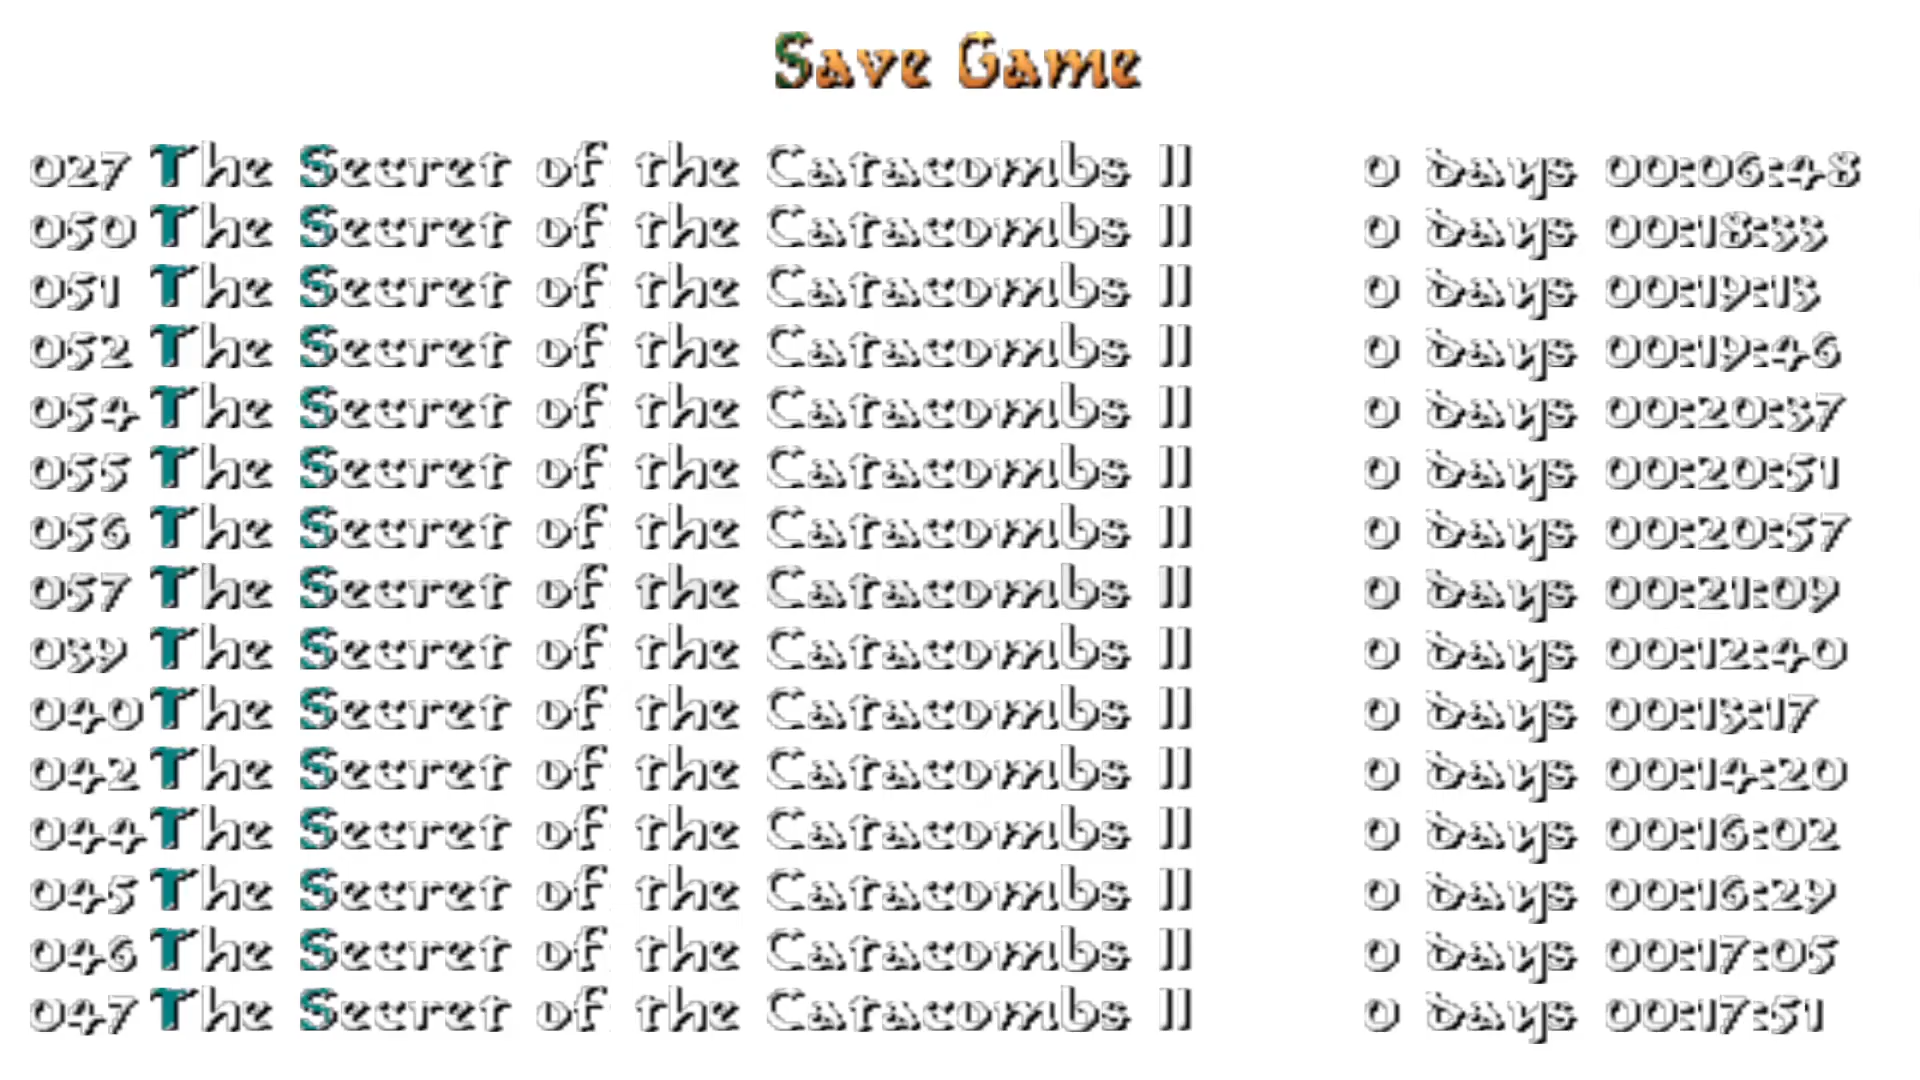 Save Game
027 The Secret of the Catacombs II 0 days 00:06:48
050 The Secret of the Catacombs II 0 days 00:18:33
051 The Secret of the Catacombs II 0 days 00:19:13
052 The Secret of the Catacombs II 0 days 00:19:46
054 The Secret of the Catacombs II 0 days 00:20:37
055 The Secret of the Catacombs II 0 days 00:20:51
056 The Secret of the Catacombs II 0 days 00:20:57
057 The Secret of the Catacombs II 0 days 00:21:09
039 The Secret of the Catacombs II 0 days 00:12:40
040 The Secret of the Catacombs II 0 days 00:13:17
042 The Secret of the Catacombs II 0 days 00:14:20
044 The Secret of the Catacombs II 0 days 00:16:02
045 The Secret of the Catacombs II 0 days 00:16:29
046 The Secret of the Catacombs II 0 days 00:17:05
047 The Secret of the Catacombs II 0 days 00:17:51